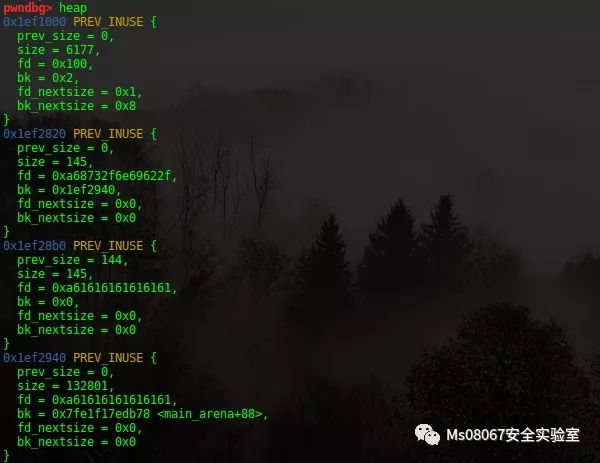 pwndbg> heap
0x1ef1000 PREV_INUSE {
  prev_size = 0,
  size = 6177,
  fd = 0x100,
  bk = 0x2,
  fd_nextsize = 0x1,
  bk_nextsize = 0x8
}
0x1ef2820 PREV_INUSE {
  prev_size = 0,
  size = 145,
  fd = 0xa68732f6e69622f,
  bk = 0x1ef2940,
  fd_nextsize = 0x0,
  bk_nextsize = 0x0
}
0x1ef28b0 PREV_INUSE {
  prev_size = 144,
  size = 145,
  fd = 0xa61616161616161,
  bk = 0x0,
  fd_nextsize = 0x0,
  bk_nextsize = 0x0
}
0x1ef2940 PREV_INUSE {
  prev_size = 0,
  size = 132801,
  fd = 0xa61616161616161,
  bk = 0x7fe1f17edb78 <main_arena+88>,
  fd_nextsize = 0x0,
  bk_nextsize = 0x0
}
Ms08067安全实验室